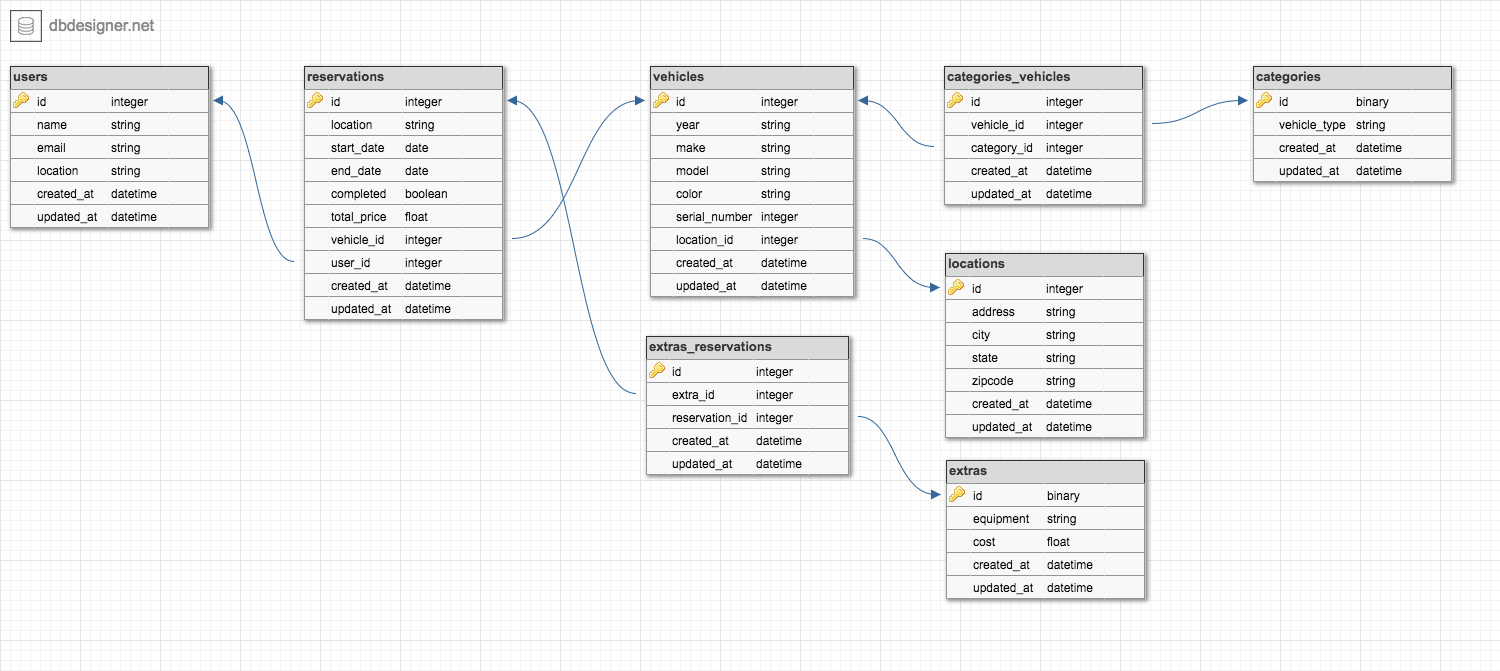 dbdesigner.net
users
id integer
name string
email string
location string
created_at datetime
updated_at datetime
reservations
id integer
location string
start_date date
end_date date
completed boolean
total_price float
vehicle_id integer
user_id integer
created_at datetime
updated_at datetime
vehicles
id integer
year string
make string
model string
color string
serial_number integer
location_id integer
created_at datetime
updated_at datetime
categories_vehicles
id integer
vehicle_id integer
category_id integer
created_at datetime
updated_at datetime
categories
id binary
vehicle_type string
created_at datetime
updated_at datetime
locations
id integer
address string
city string
state string
zipcode string
created_at datetime
updated_at datetime
extras_reservations
id integer
extra_id integer
reservation_id integer
created_at datetime
updated_at datetime
extras
id binary
equipment string
cost float
created_at datetime
updated_at datetime